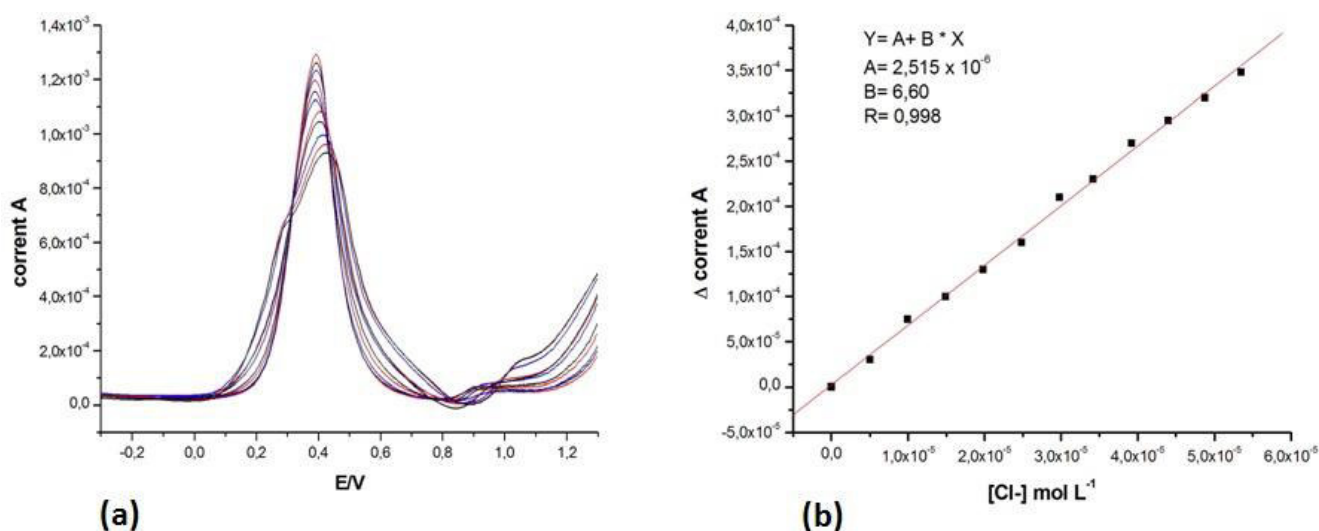 1,4x10⁻³
1,2x10⁻³
1,0x10⁻³
8,0x10⁻⁴
6,0x10⁻⁴
4,0x10⁻⁴
2,0x10⁻⁴
0,0
corrent A
-0,2 0,0 0,2 0,4 0,6 0,8 1,0 1,2
E/V
(a)
4,0x10⁻⁴
3,5x10⁻⁴
3,0x10⁻⁴
2,5x10⁻⁴
2,0x10⁻⁴
1,5x10⁻⁴
1,0x10⁻⁴
5,0x10⁻⁵
0,0
-5,0x10⁻⁵
Δ corrent A
Y= A+ B * X
A= 2,515 x 10⁻⁶
B= 6,60
R= 0,998
0,0 1,0x10⁻⁵ 2,0x10⁻⁵ 3,0x10⁻⁵ 4,0x10⁻⁵ 5,0x10⁻⁵ 6,0x10⁻⁵
[Cl-] mol L⁻¹
(b)